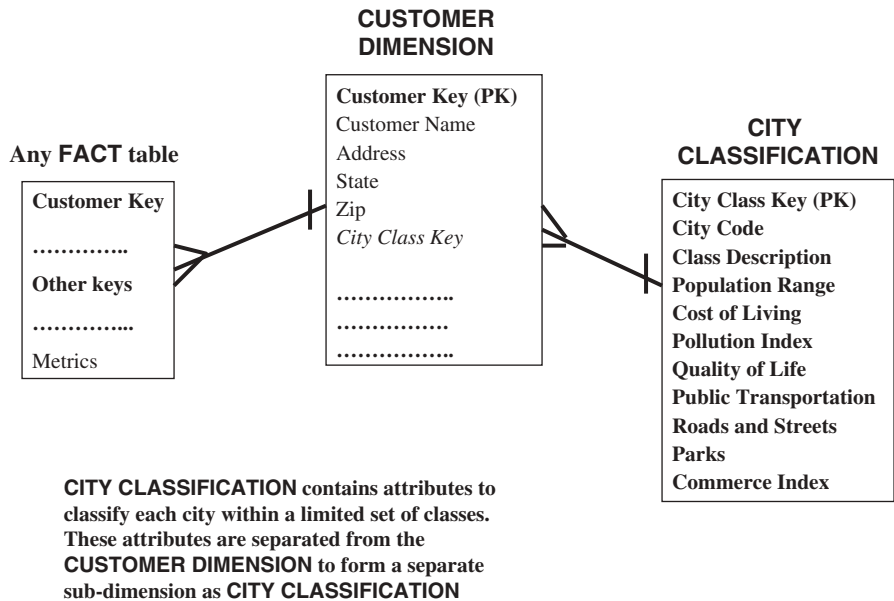 CUSTOMER
DIMENSION
Customer Key (PK)
Customer Name
Address
State
Zip
City Class Key
………………..
……………….
………………..
Any FACT table
Customer Key
…………..
Other keys
…………...
Metrics
CITY
CLASSIFICATION
City Class Key (PK)
City Code
Class Description
Population Range
Cost of Living
Pollution Index
Quality of Life
Public Transportation
Roads and Streets
Parks
Commerce Index
CITY CLASSIFICATION contains attributes to
classify each city within a limited set of classes.
These attributes are separated from the
CUSTOMER DIMENSION to form a separate
sub-dimension as CITY CLASSIFICATION